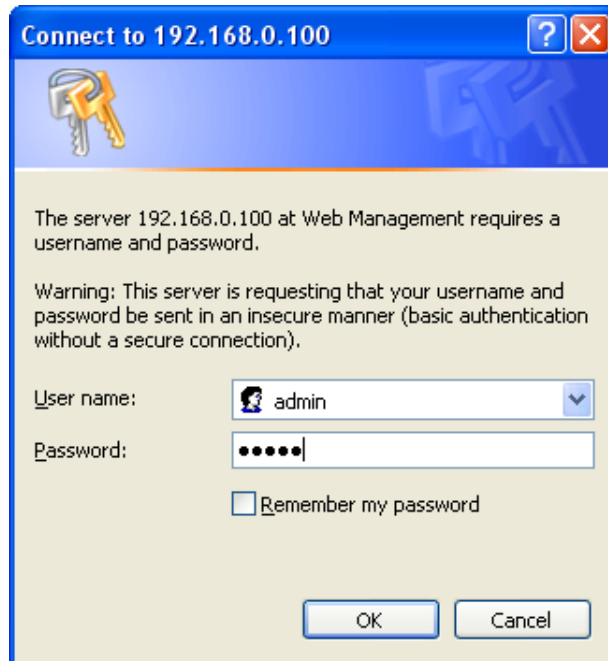 Connect to 192.168.0.100
The server 192.168.0.100 at Web Management requires a
username and password.
Warning: This server is requesting that your username and
password be sent in an insecure manner (basic authentication
without a secure connection).
User name: admin
Password: •••••
Remember my password
OK Cancel